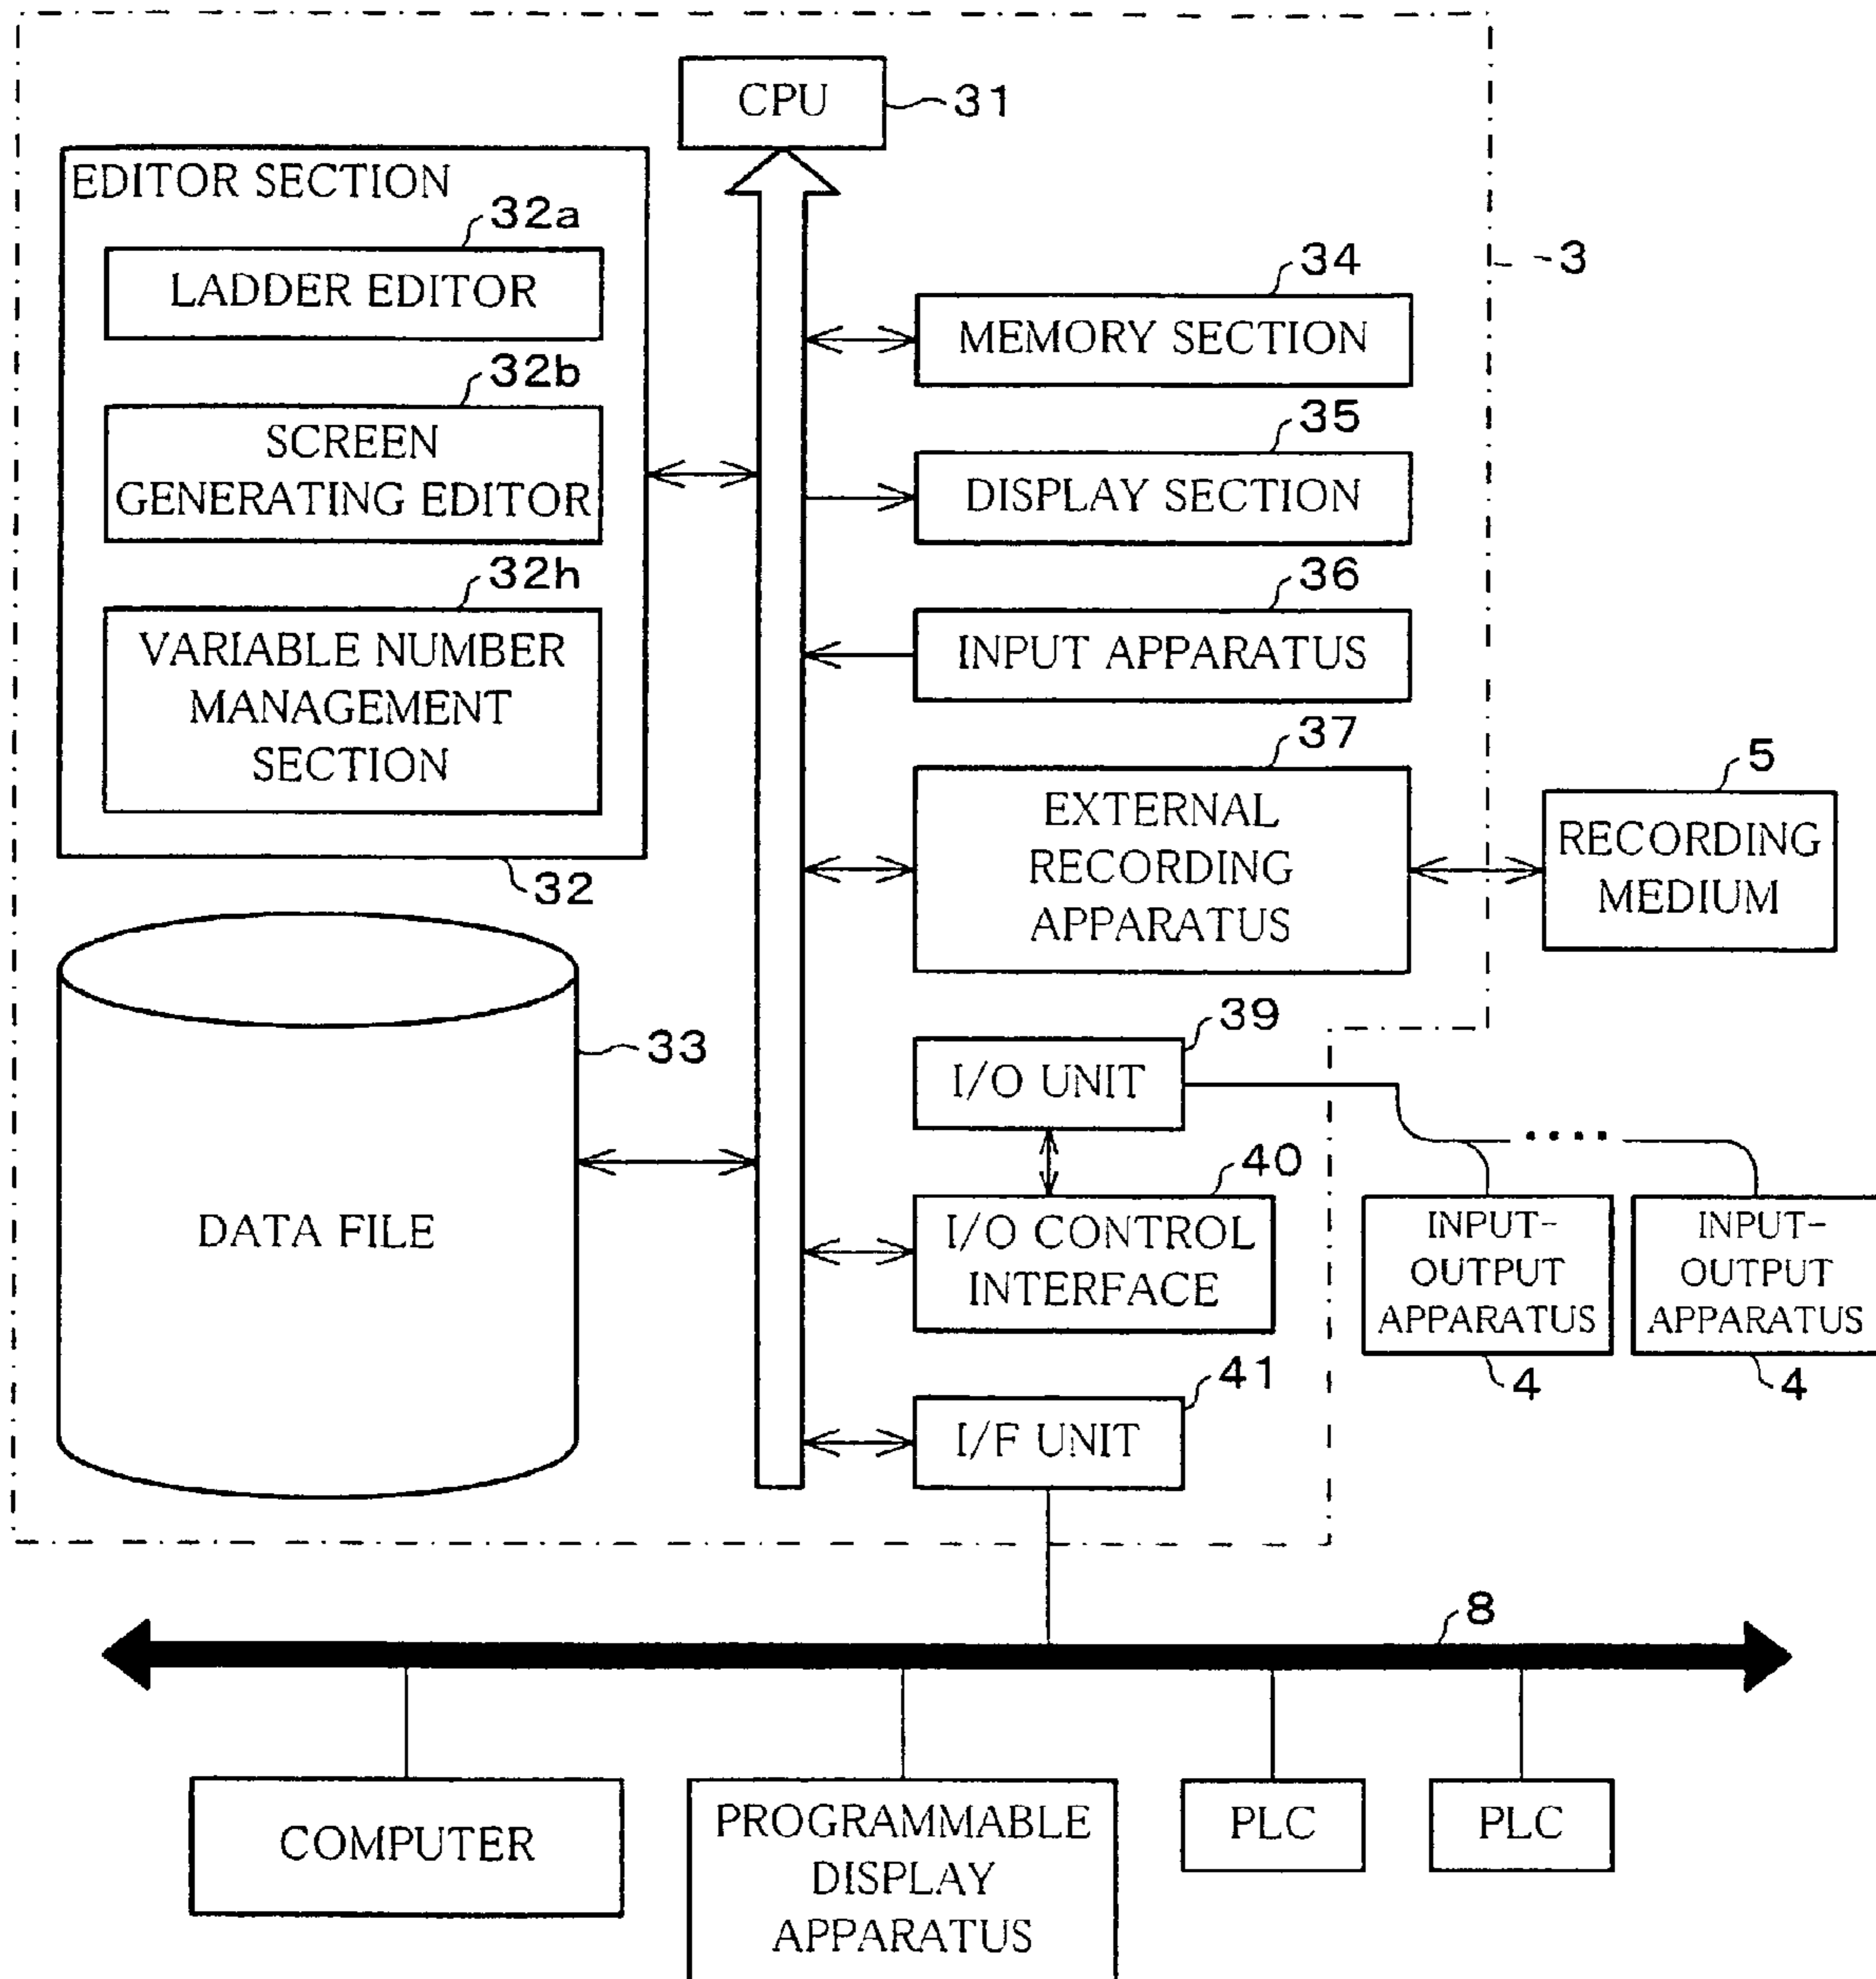 CPU
31
EDITOR SECTION
32a
LADDER EDITOR
32b
SCREEN
GENERATING EDITOR
32h
VARIABLE NUMBER
MANAGEMENT
SECTION
32
3
34
MEMORY SECTION
35
DISPLAY SECTION
36
INPUT APPARATUS
37
EXTERNAL
RECORDING
APPARATUS
5
RECORDING
MEDIUM
33
DATA FILE
39
I/O UNIT
40
I/O CONTROL
INTERFACE
INPUT-
OUTPUT
APPARATUS
4
INPUT-
OUTPUT
APPARATUS
4
41
I/F UNIT
8
COMPUTER
PROGRAMMABLE
DISPLAY
APPARATUS
PLC
PLC